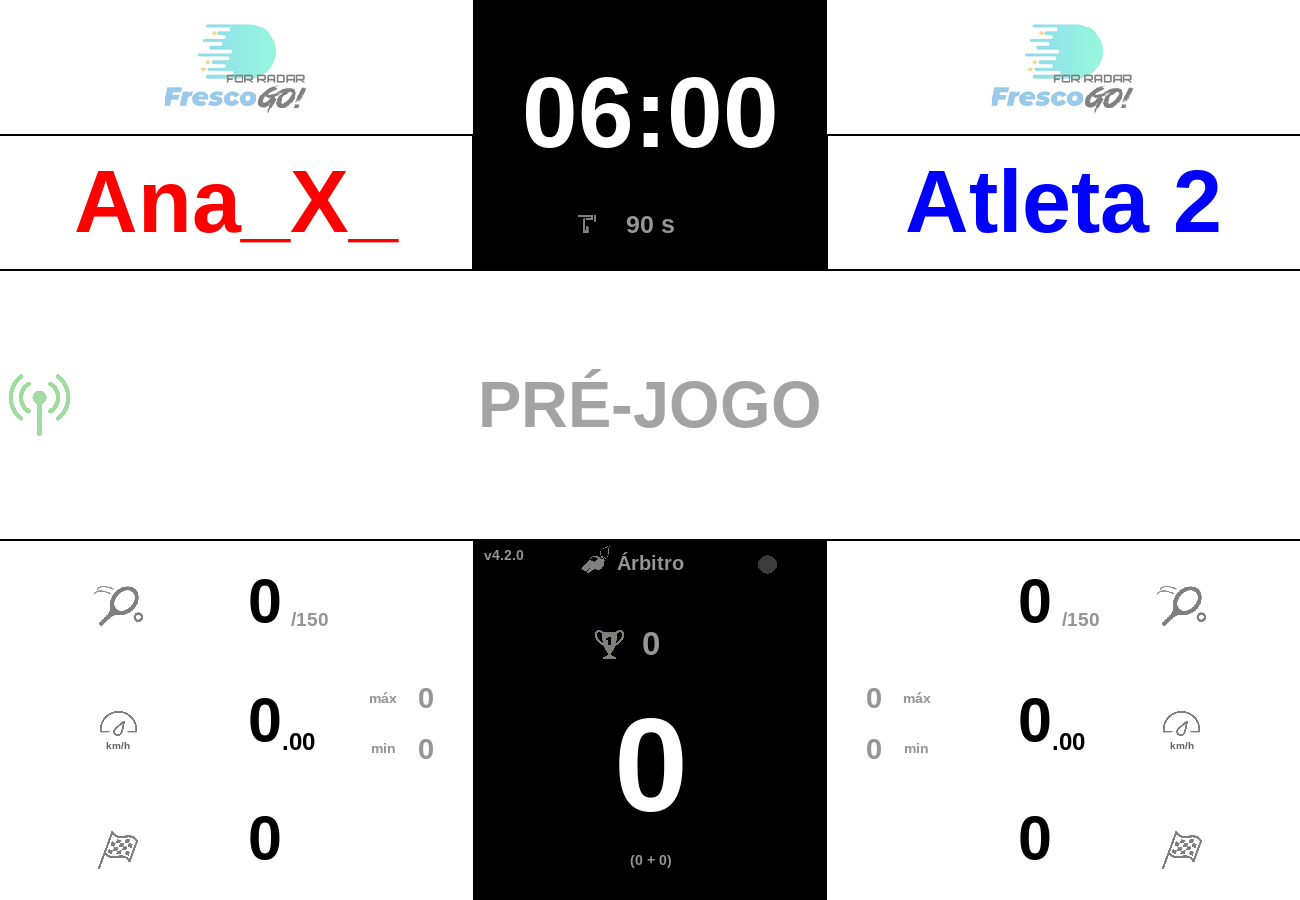 FOR RADAR
FrescoGO!
06:00
FOR RADAR
FrescoGO!
Ana_X_
90 s
Atleta 2
PRÉ-JOGO
v4.2.0
Árbitro
0 /150
1 0
0 /150
0.00
máx 0
min 0
km/h
0
0 máx
0 min
0.00
km/h
0
0
(0 + 0)